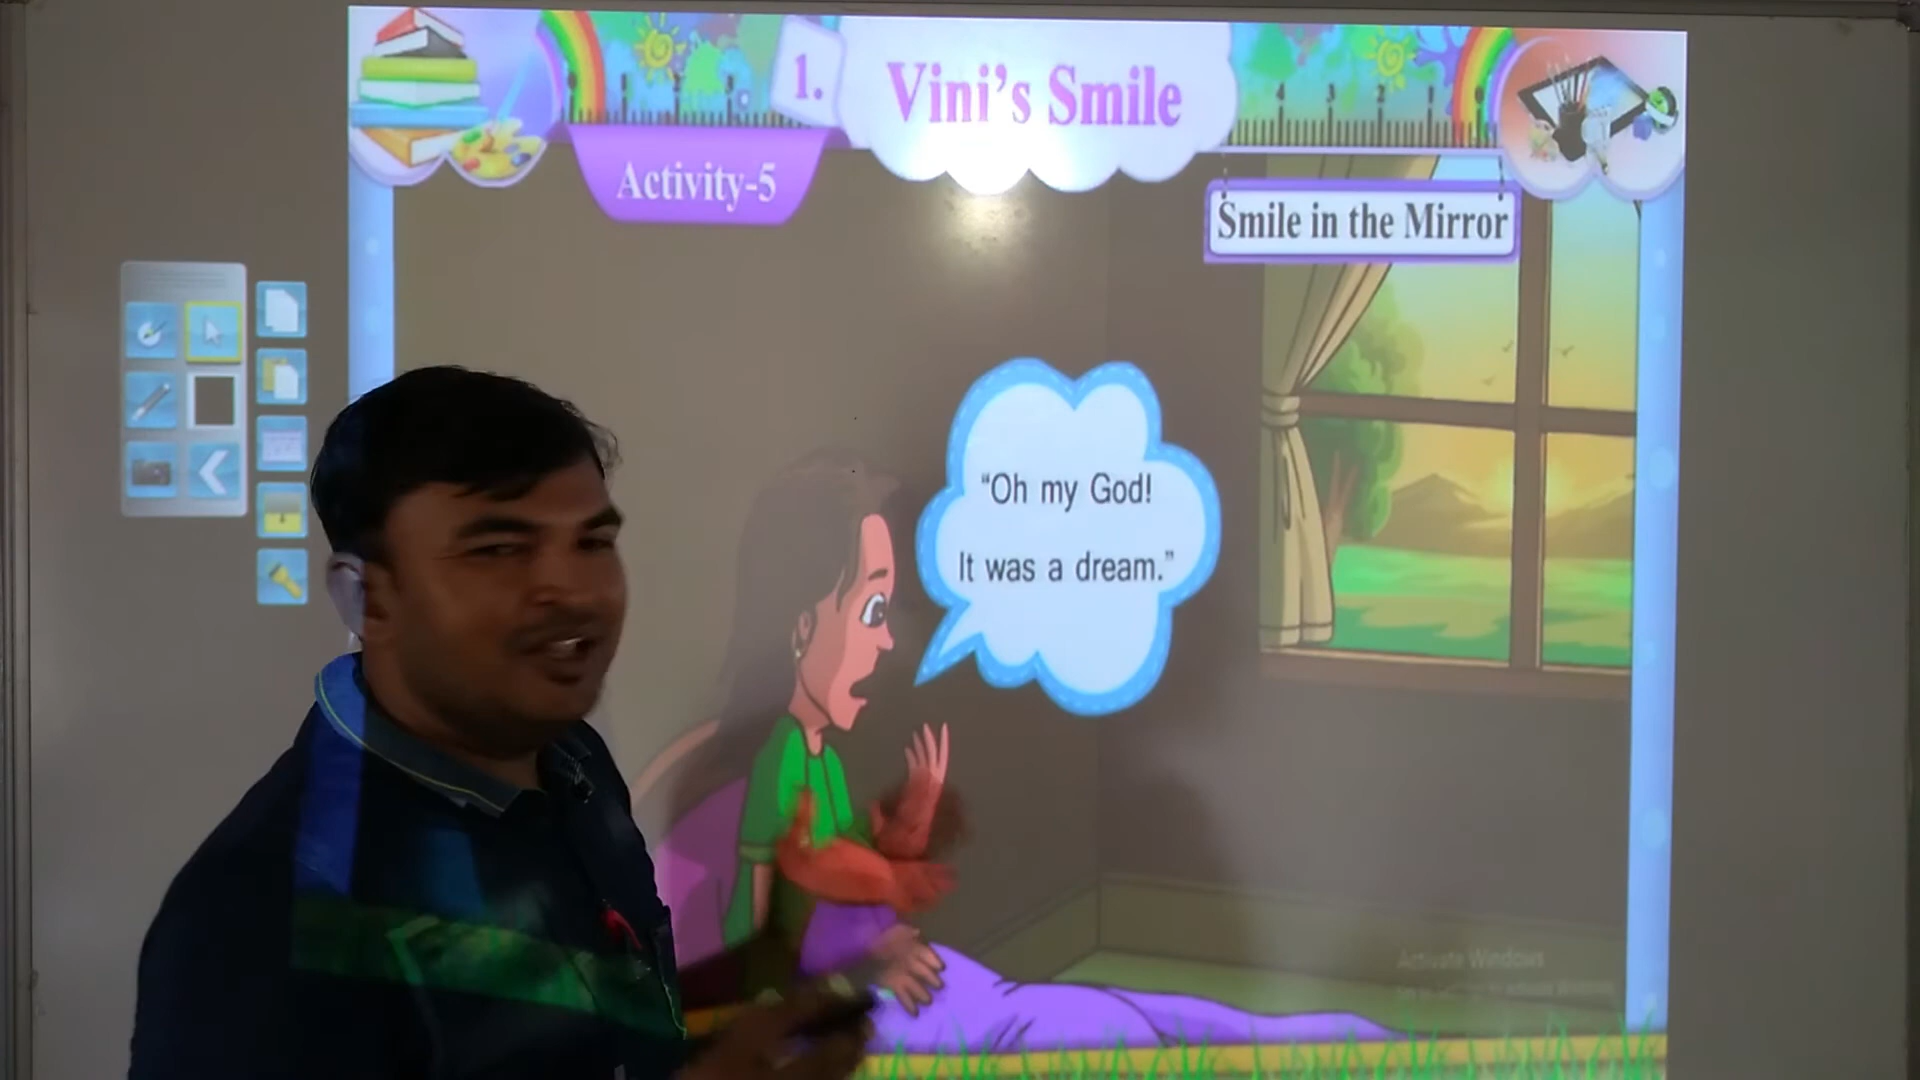 1.
Vini's Smile
Activity-5
Smile in the Mirror
"Oh my God!
It was a dream."
Activate Windows